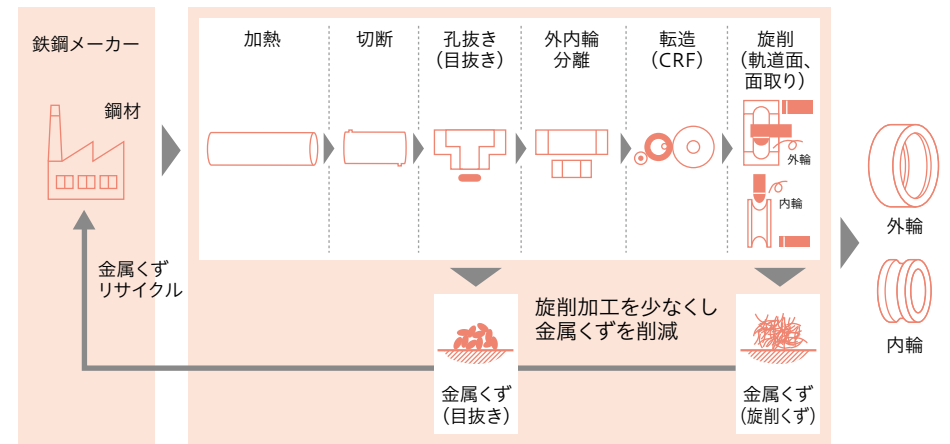 鉄鋼メーカー
鋼材
加熱
切断
孔抜き
（目抜き）
外内輪
分離
転造
（CRF）
旋削
（軌道面、
面取り）
外輪
内輪
外輪
内輪
金属くず
リサイクル
旋削加工を少なくし
金属くずを削減
金属くず
（目抜き）
金属くず
（旋削くず）